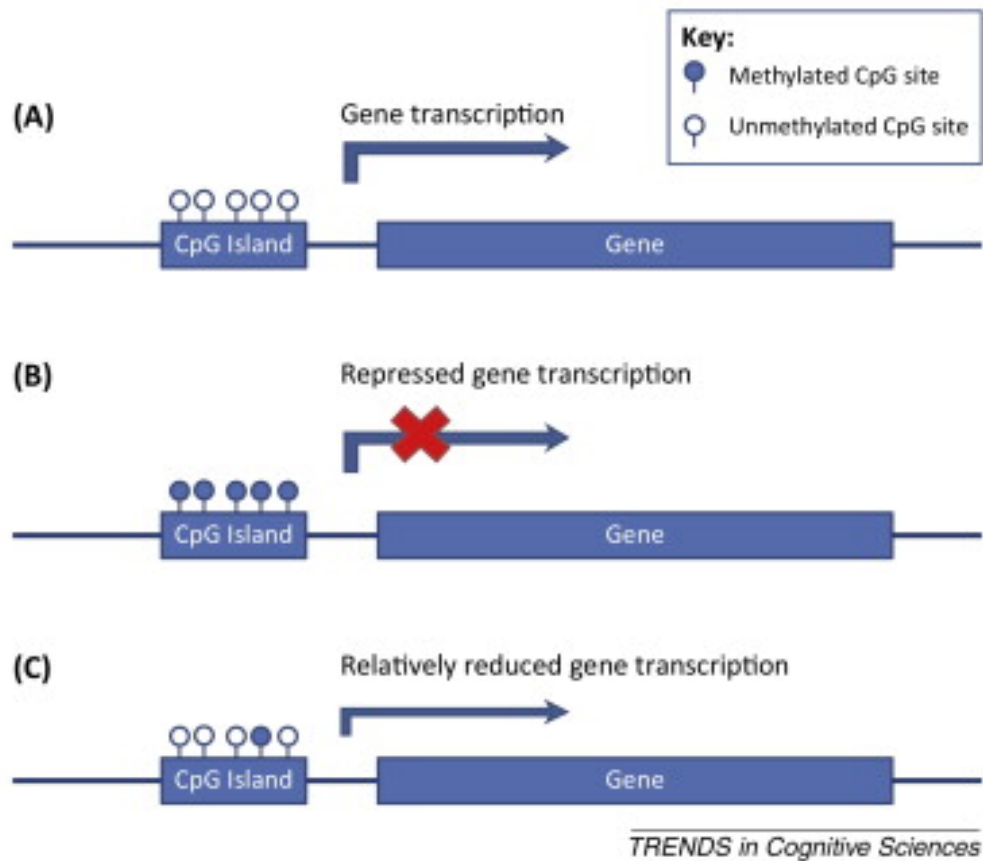 Key:
Methylated CpG site
Unmethylated CpG site
(A)
Gene transcription
CpG Island
Gene
(B)
Repressed gene transcription
CpG Island
Gene
(C)
Relatively reduced gene transcription
CpG Island
Gene
TRENDS in Cognitive Sciences